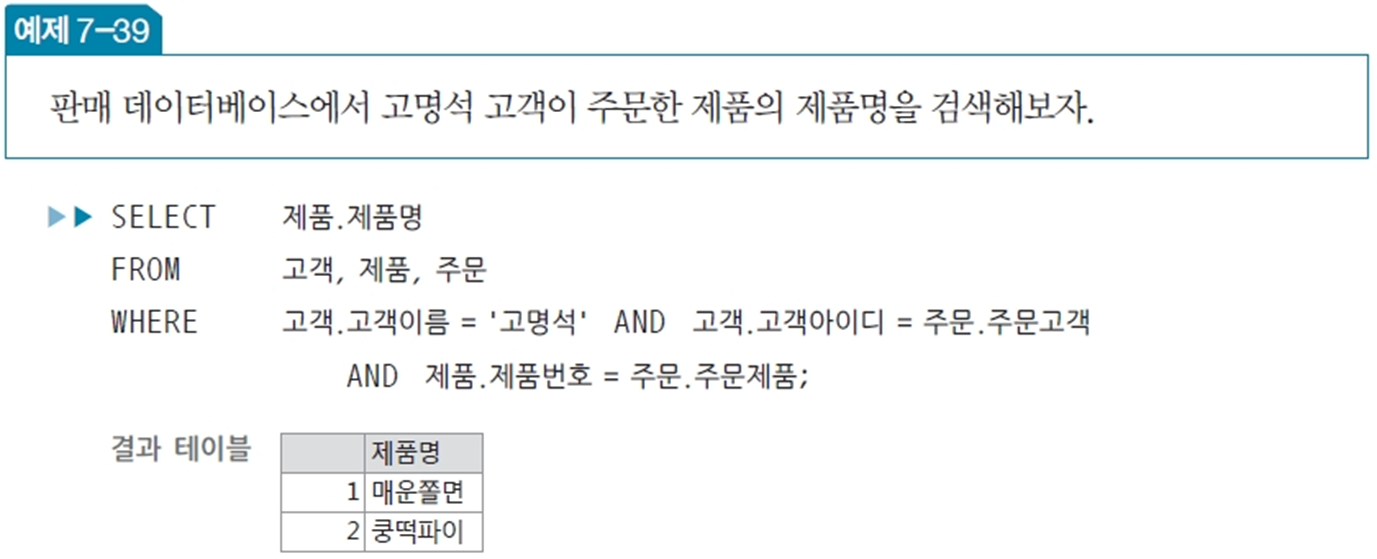 예제 7-39
판매 데이터베이스에서 고명석 고객이 주문한 제품의 제품명을 검색해보자.
▶▶ SELECT 제품.제품명
FROM 고객, 제품, 주문
WHERE 고객.고객이름 = '고명석' AND 고객.고객아이디 = 주문.주문고객
AND 제품.제품번호 = 주문.주문제품;
결과 테이블
제품명
1 매운쫄면
2 쿵떡파이